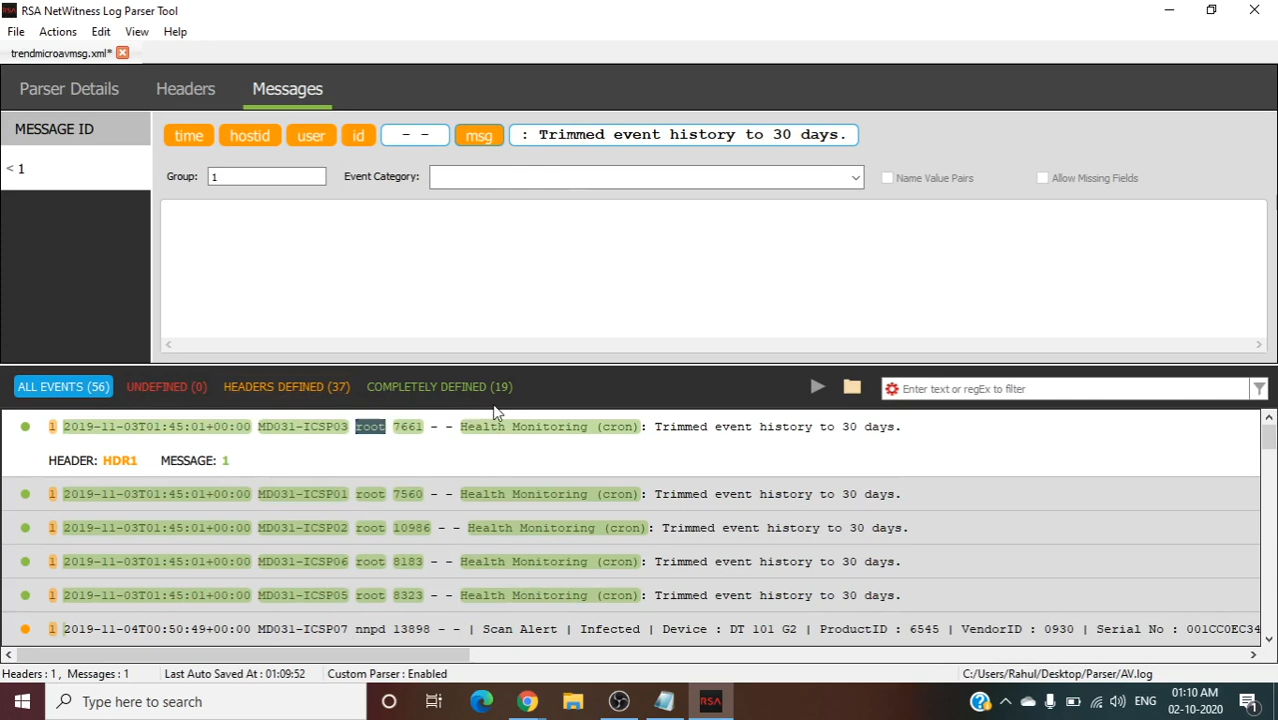 RSA NetWitness Log Parser Tool
File Actions Edit View Help
trendmicroavmsg.xml*
Parser Details Headers Messages
MESSAGE ID
time hostid user id - - msg : Trimmed event history to 30 days.
< 1
Group: 1 Event Category: Name Value Pairs Allow Missing Fields
ALL EVENTS (56) UNDEFINED (0) HEADERS DEFINED (37) COMPLETELY DEFINED (19) Enter text or regEx to filter
1 2019-11-03T01:45:01+00:00 MD031-ICSP03 root 7661 - - Health Monitoring (cron): Trimmed event history to 30 days.
HEADER: HDR1 MESSAGE: 1
1 2019-11-03T01:45:01+00:00 MD031-ICSP01 root 7560 - - Health Monitoring (cron): Trimmed event history to 30 days.
1 2019-11-03T01:45:01+00:00 MD031-ICSP02 root 10986 - - Health Monitoring (cron): Trimmed event history to 30 days.
1 2019-11-03T01:45:01+00:00 MD031-ICSP06 root 8183 - - Health Monitoring (cron): Trimmed event history to 30 days.
1 2019-11-03T01:45:01+00:00 MD031-ICSP05 root 8323 - - Health Monitoring (cron): Trimmed event history to 30 days.
1 2019-11-04T00:50:49+00:00 MD031-ICSP07 nnpd 13898 - - | Scan Alert | Infected | Device : DT 101 G2 | ProductID : 6545 | VendorID : 0930 | Serial No : 001CC0EC34
Headers : 1 , Messages : 1 Last Auto Saved At : 01:09:52 Custom Parser : Enabled C:/Users/Rahul/Desktop/Parser/AV.log
Type here to search RSA ENG 01:10 AM
02-10-2020 1